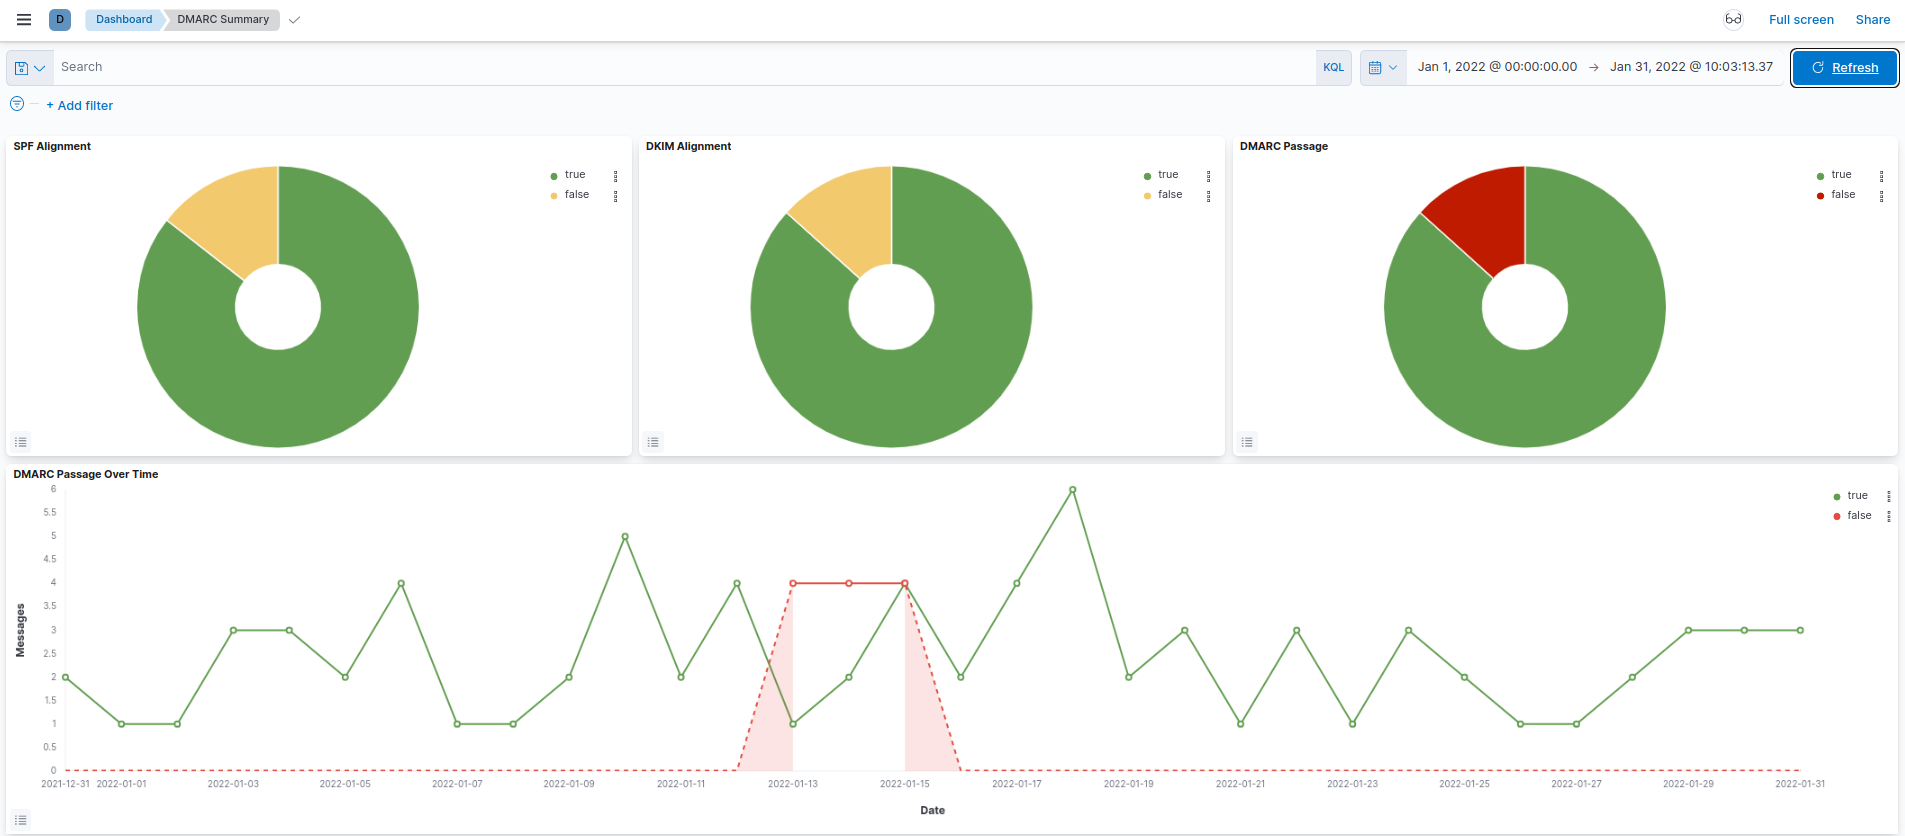 D Dashboard DMARC Summary Full screen Share
Search KQL Jan 1, 2022 @ 00:00:00.00 → Jan 31, 2022 @ 10:03:13.37 Refresh
+ Add filter
SPF Alignment
true
false
DKIM Alignment
true
false
DMARC Passage
true
false
DMARC Passage Over Time
true
false
Messages
6
5.5
5
4.5
4
3.5
3
2.5
2
1.5
1
0.5
0
2021-12-31 2022-01-01 2022-01-03 2022-01-05 2022-01-07 2022-01-09 2022-01-11 2022-01-13 2022-01-15 2022-01-17 2022-01-19 2022-01-21 2022-01-23 2022-01-25 2022-01-27 2022-01-29 2022-01-31
Date